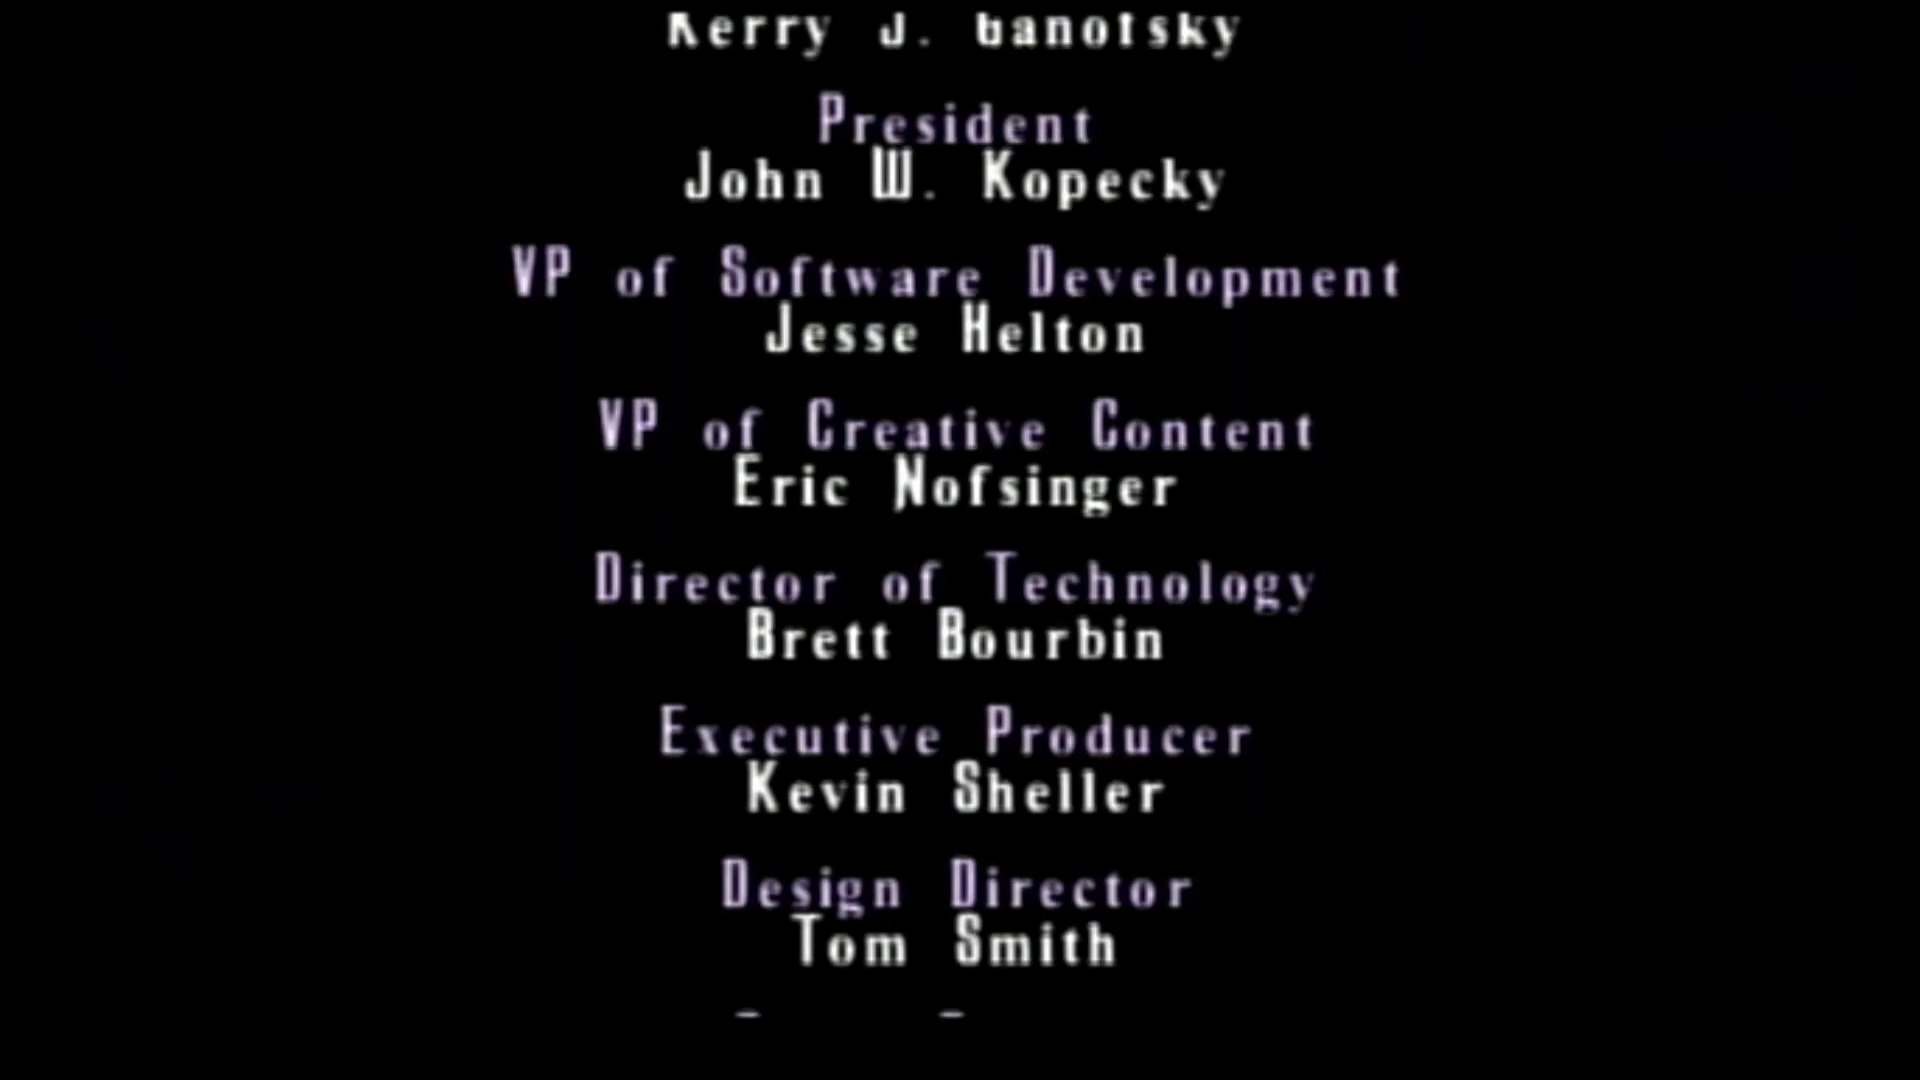 Kerry J. Ganofsky
President
John W. Kopecky
VP of Software Development
Jesse Helton
VP of Creative Content
Eric Nofsinger
Director of Technology
Brett Bourbin
Executive Producer
Kevin Sheller
Design Director
Tom Smith